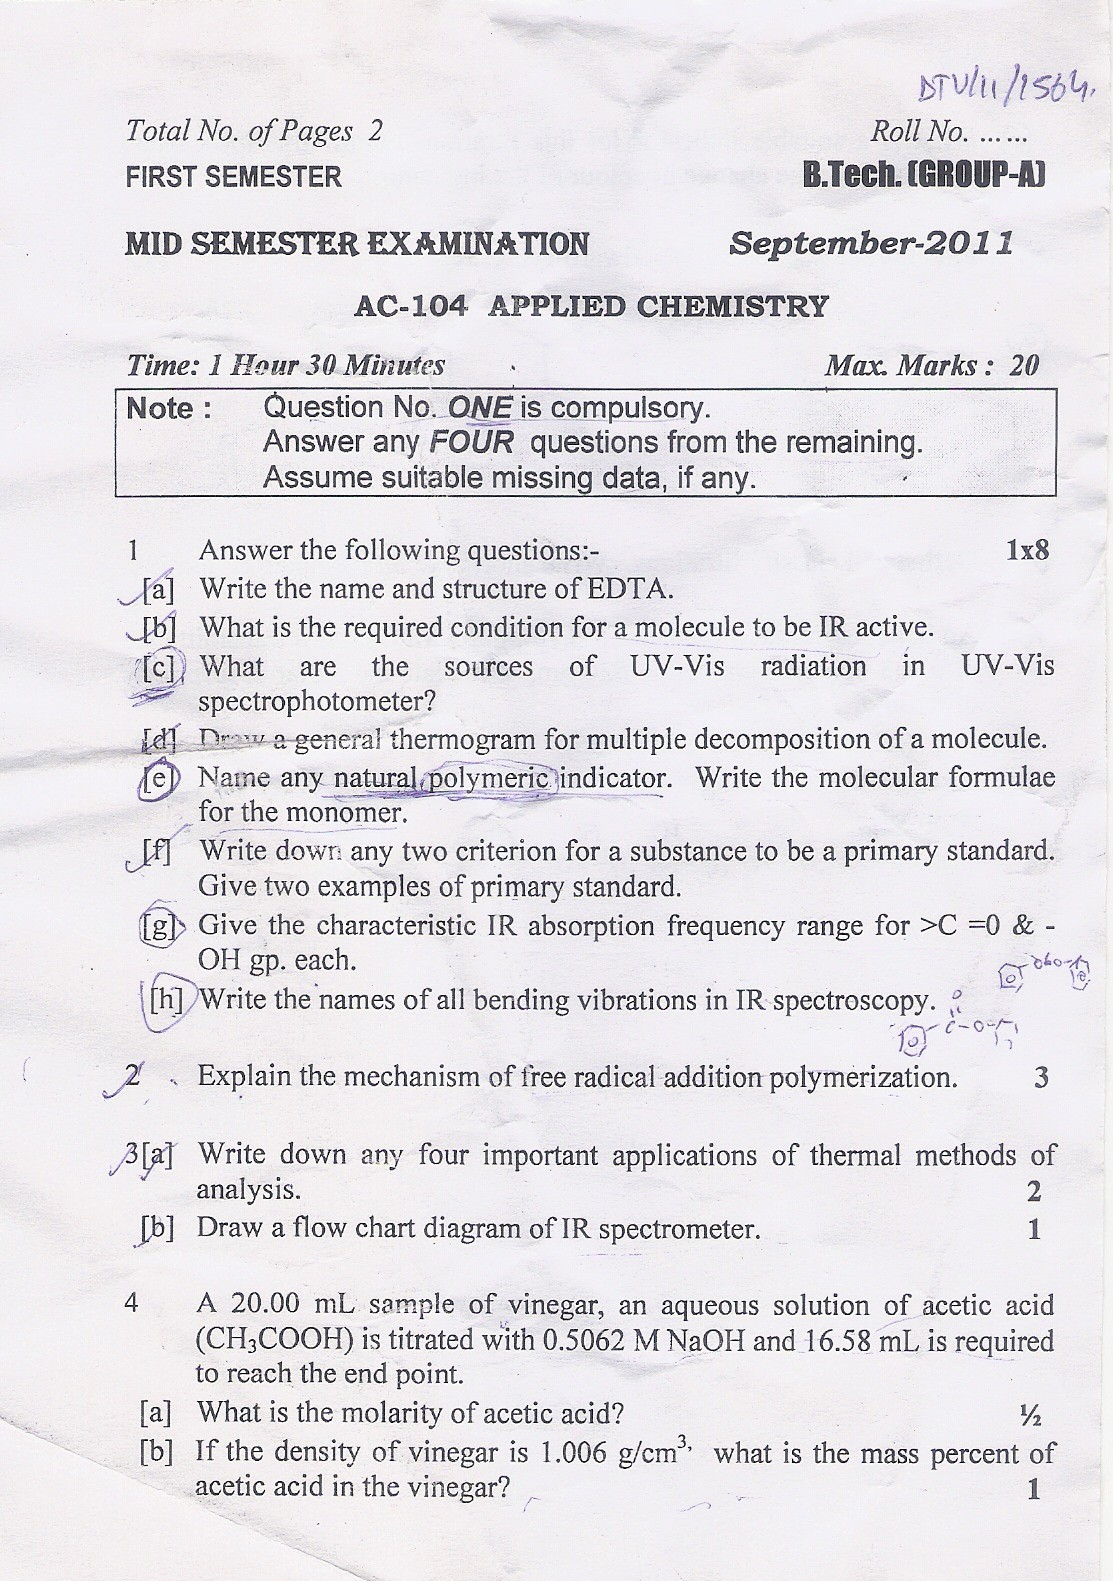 DTU/11/1564.
Total No. of Pages 2 Roll No. ......
FIRST SEMESTER B.Tech. (GROUP-A)
MID SEMESTER EXAMINATION September-2011
AC-104 APPLIED CHEMISTRY
Time: 1 Hour 30 Minutes Max. Marks : 20
Note : Question No. ONE is compulsory.
Answer any FOUR questions from the remaining.
Assume suitable missing data, if any.
1 Answer the following questions:- 1x8
[a] Write the name and structure of EDTA.
[b] What is the required condition for a molecule to be IR active.
[c] What are the sources of UV-Vis radiation in UV-Vis
spectrophotometer?
[d] Draw a general thermogram for multiple decomposition of a molecule.
[e] Name any natural polymeric indicator. Write the molecular formulae
for the monomer.
[f] Write down any two criterion for a substance to be a primary standard.
Give two examples of primary standard.
[g] Give the characteristic IR absorption frequency range for >C =0 & -
OH gp. each.
[h] Write the names of all bending vibrations in IR spectroscopy.
2 Explain the mechanism of free radical addition polymerization. 3
3[a] Write down any four important applications of thermal methods of
analysis. 2
[b] Draw a flow chart diagram of IR spectrometer. 1
4 A 20.00 mL sample of vinegar, an aqueous solution of acetic acid
(CH₃COOH) is titrated with 0.5062 M NaOH and 16.58 mL is required
to reach the end point.
[a] What is the molarity of acetic acid? ½
[b] If the density of vinegar is 1.006 g/cm³, what is the mass percent of
acetic acid in the vinegar? 1